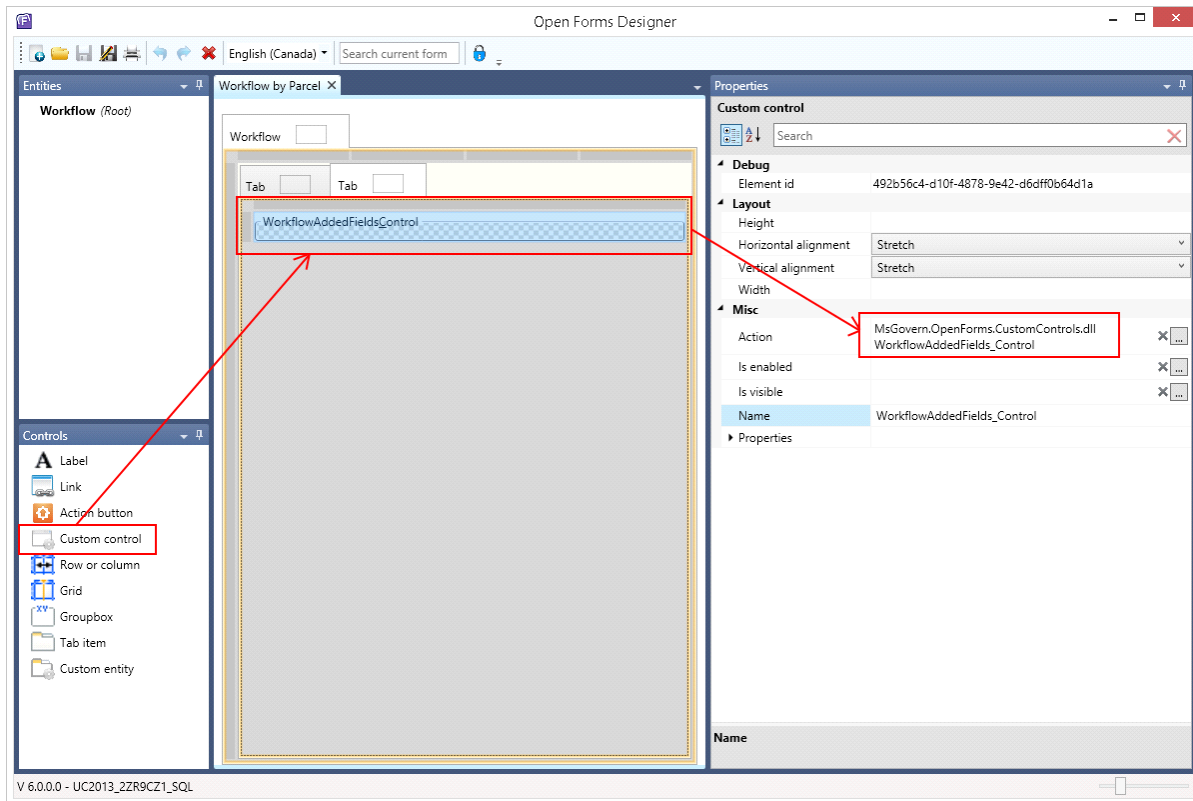 Open Forms Designer
English (Canada)
Search current form
Entities
Workflow (Root)
Workflow by Parcel
Workflow
Tab
Tab
WorkflowAddedFieldsControl
Controls
Label
Link
Action button
Custom control
Row or column
Grid
Groupbox
Tab item
Custom entity
Properties
Custom control
Search
Debug
Element id 492b56c4-d10f-4878-9e42-d6dff0b64d1a
Layout
Height
Horizontal alignment Stretch
Vertical alignment Stretch
Width
Misc
Action MsGovern.OpenForms.CustomControls.dll
WorkflowAddedFields_Control
Is enabled
Is visible
Name WorkflowAddedFields_Control
Properties
Name
V 6.0.0.0 - UC2013_2ZR9CZ1_SQL